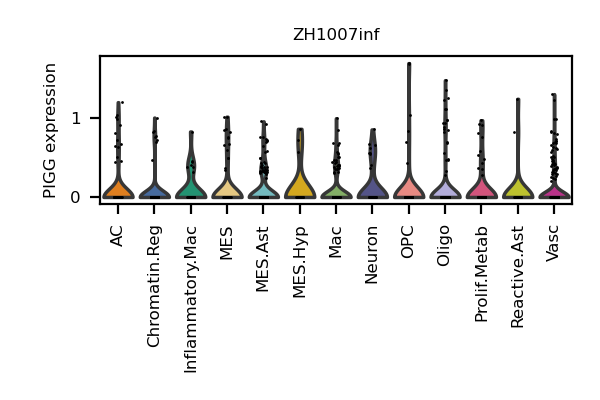 ZH1007inf
PIGG expression
1
0
AC
Chromatin.Reg
Inflammatory.Mac
MES
MES.Ast
MES.Hyp
Mac
Neuron
OPC
Oligo
Prolif.Metab
Reactive.Ast
Vasc